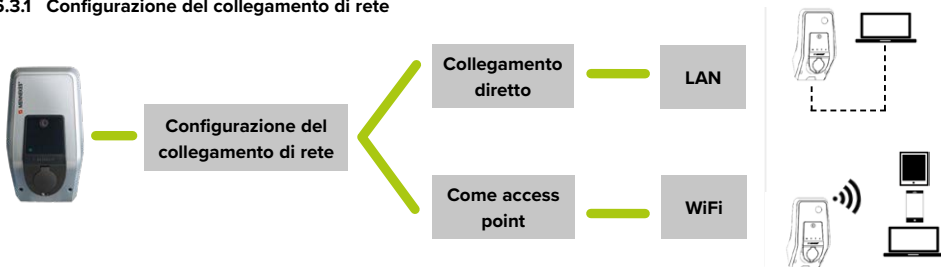 5.3.1 Configurazione del collegamento di rete
Configurazione del
collegamento di rete
Collegamento
diretto
LAN
Come access
point
WiFi